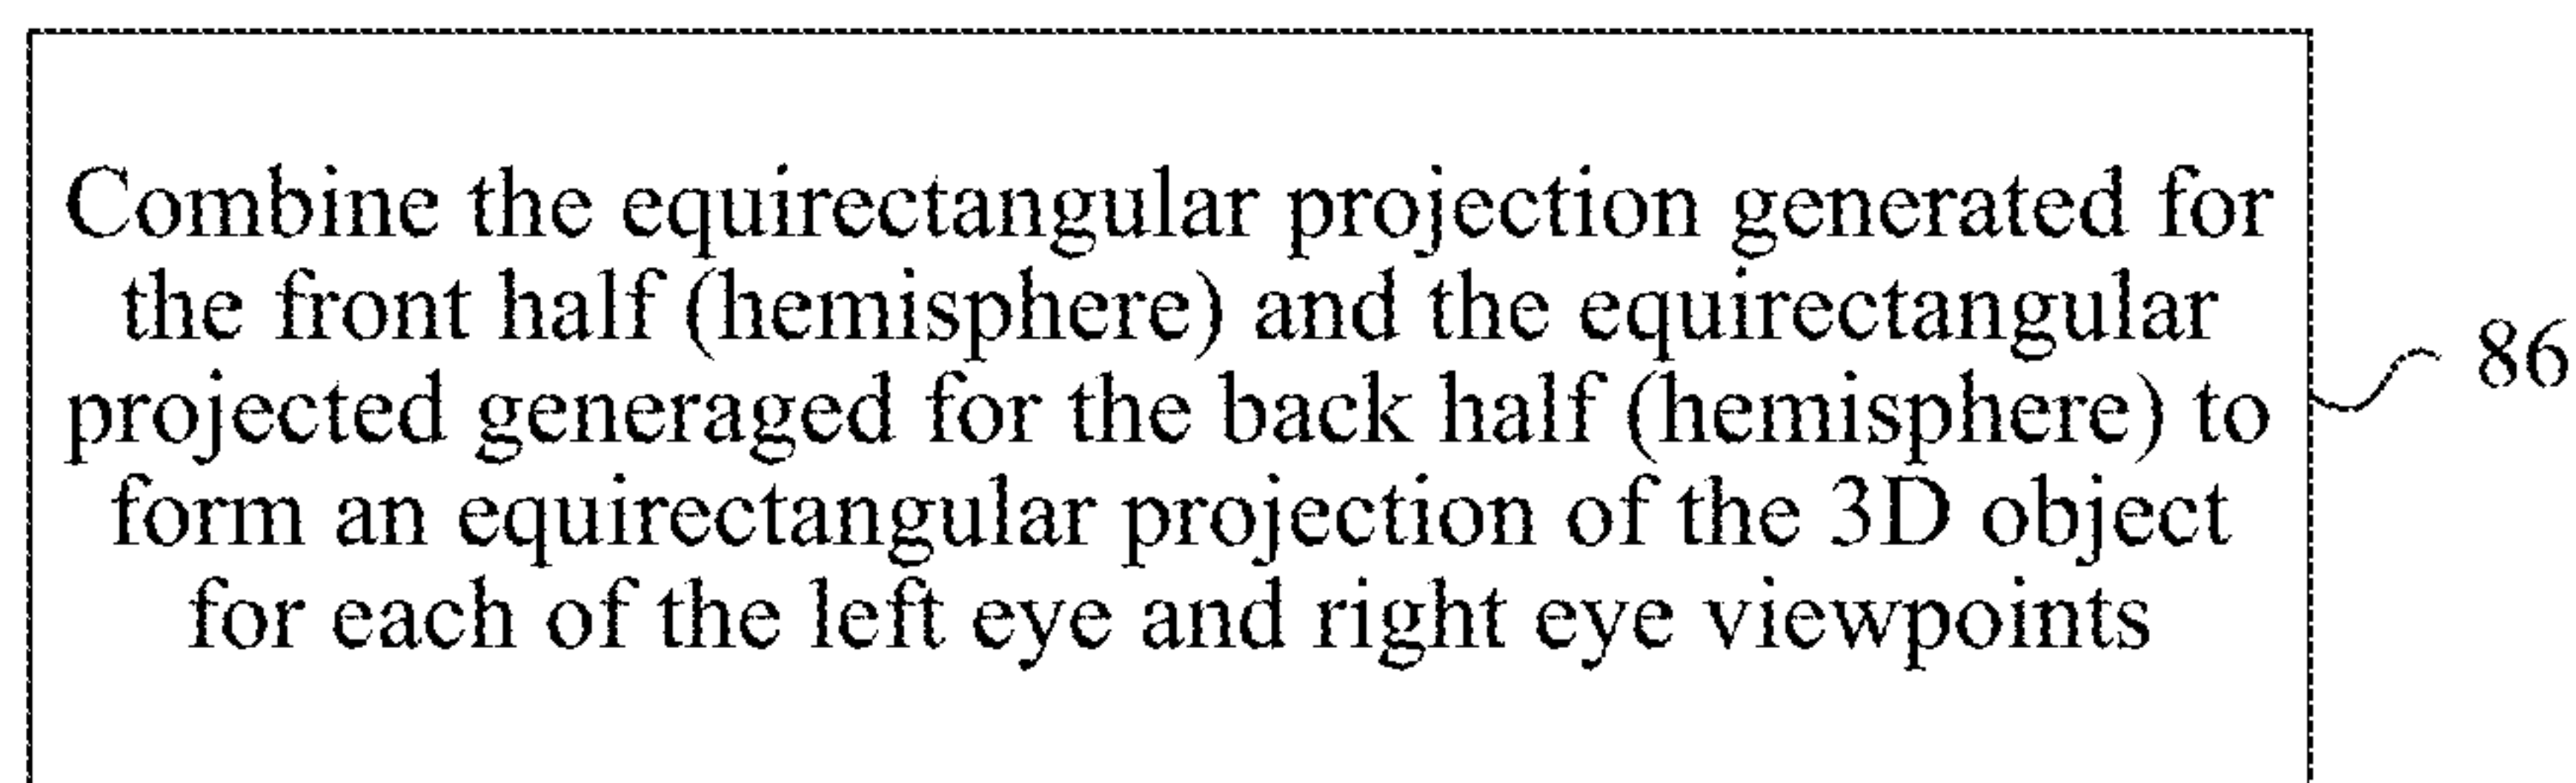 Combine the equirectangular projection generated for
the front half (hemisphere) and the equirectangular
projected generaged for the back half (hemisphere) to
form an equirectangular projection of the 3D object
for each of the left eye and right eye viewpoints
86